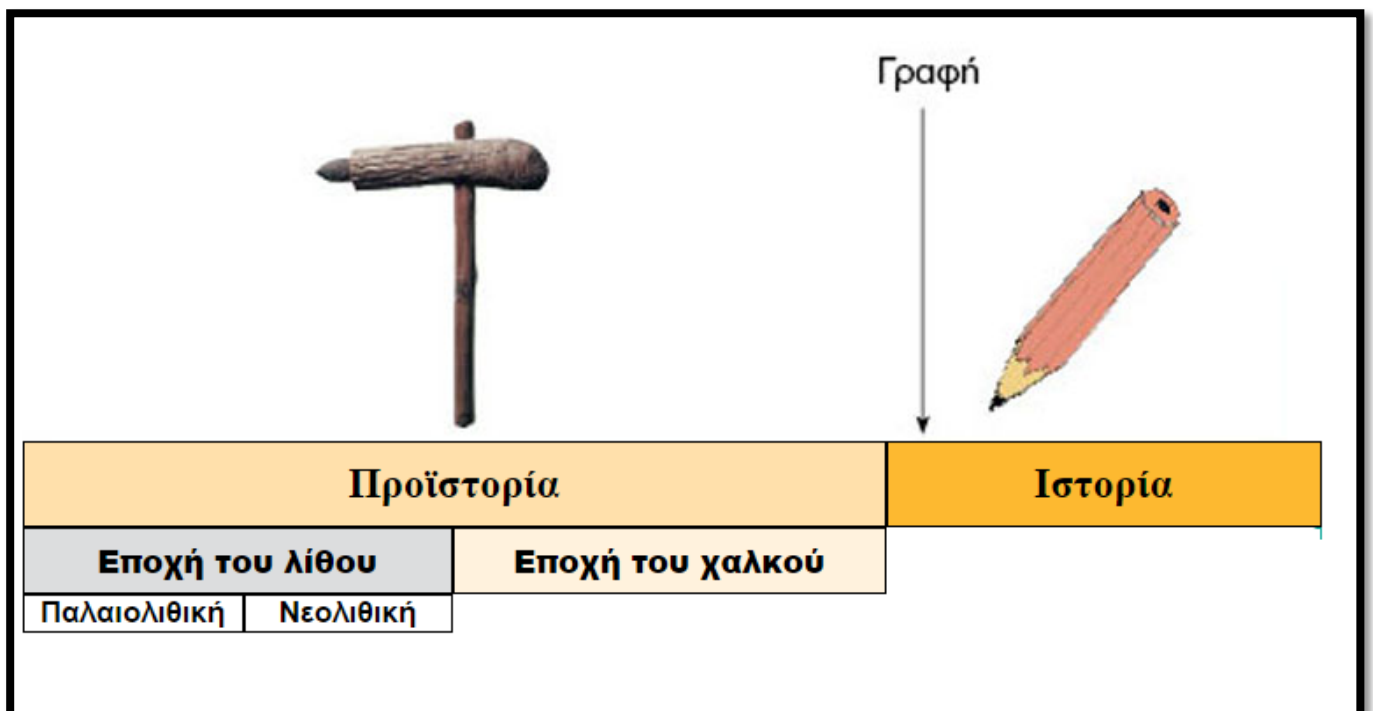 Γραφή
Προϊστορία
Ιστορία
Εποχή του λίθου
Εποχή του χαλκού
Παλαιολιθική
Νεολιθική